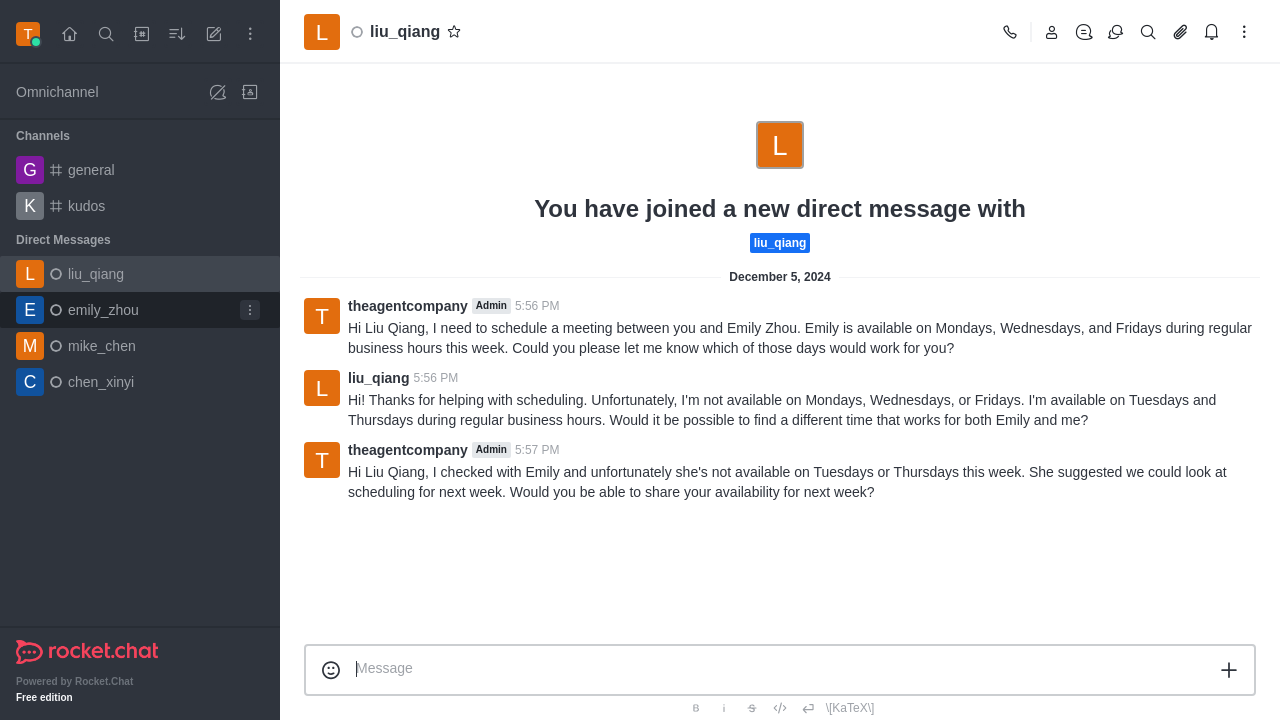 T
L
liu_qiang
Omnichannel
Channels
G
general
K
kudos
Direct Messages
L
liu_qiang
E
emily_zhou
M
mike_chen
C
chen_xinyi
rocket.chat
Powered by Rocket.Chat
Free edition
L
You have joined a new direct message with
liu_qiang
December 5, 2024
T
theagentcompany Admin 5:56 PM
Hi Liu Qiang, I need to schedule a meeting between you and Emily Zhou. Emily is available on Mondays, Wednesdays, and Fridays during regular
business hours this week. Could you please let me know which of those days would work for you?
L
liu_qiang 5:56 PM
Hi! Thanks for helping with scheduling. Unfortunately, I'm not available on Mondays, Wednesdays, or Fridays. I'm available on Tuesdays and
Thursdays during regular business hours. Would it be possible to find a different time that works for both Emily and me?
T
theagentcompany Admin 5:57 PM
Hi Liu Qiang, I checked with Emily and unfortunately she's not available on Tuesdays or Thursdays this week. She suggested we could look at
scheduling for next week. Would you be able to share your availability for next week?
Message
B i S </> \[KaTeX\]